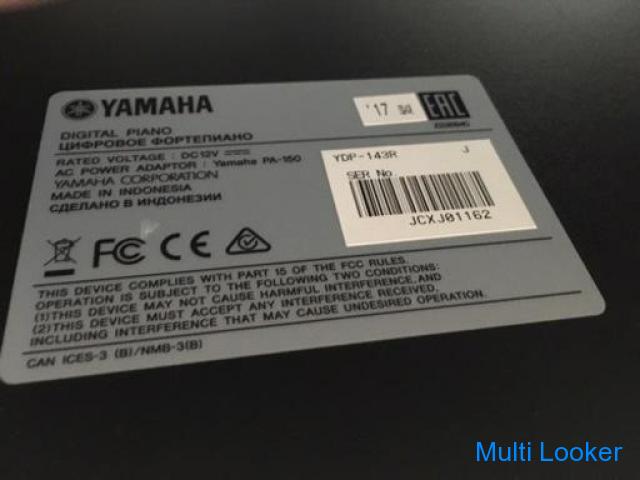 YAMAHA
'17
EAC
DIGITAL PIANO
ЦИФРОВОЕ ФОРТЕПИАНО
RATED VOLTAGE : DC12V
AC POWER ADAPTOR : Yamaha PA-150
YAMAHA CORPORATION
MADE IN INDONESIA
СДЕЛАНО В ИНДОНЕЗИИ
YDP-143R J
SER No.
JCXJ01162
FC CE
THIS DEVICE COMPLIES WITH PART 15 OF THE FCC RULES.
OPERATION IS SUBJECT TO THE FOLLOWING TWO CONDITIONS:
(1)THIS DEVICE MAY NOT CAUSE HARMFUL INTERFERENCE,AND
(2)THIS DEVICE MUST ACCEPT ANY INTERFERENCE RECEIVED,
INCLUDING INTERFERENCE THAT MAY CAUSE UNDESIRED OPERATION.
CAN ICES-3 (B)/NMB-3(B)
Multi Looker